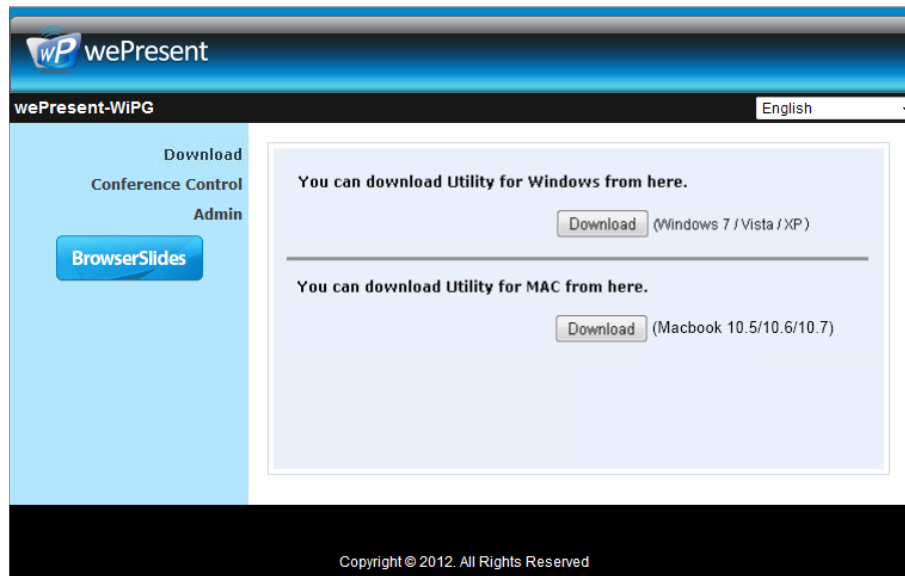 wP wePresent
wePresent-WiPG
English
Download
Conference Control
Admin
BrowserSlides
You can download Utility for Windows from here.
Download (Windows 7 / Vista / XP)
You can download Utility for MAC from here.
Download (Macbook 10.5/10.6/10.7)
Copyright © 2012. All Rights Reserved